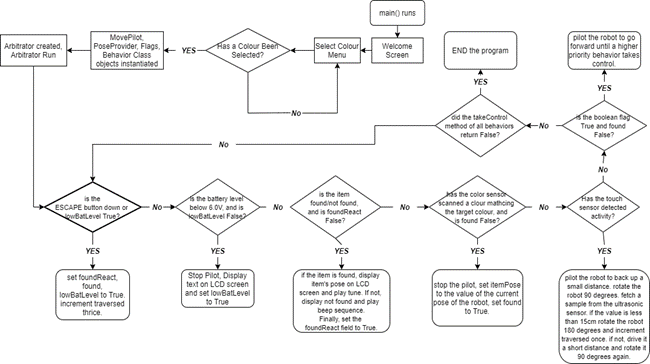 main() runs
Welcome
Screen
Select Colour
Menu
Has a Colour Been
Selected?
YES
No
MovePilot,
PoseProvider, Flags,
Behavior Class
objects instantiated
Arbitrator created,
Arbitrator Run
END the program
YES
did the takeControl
method of all behaviors
return False?
No
No
pilot the robot to go
forward until a higher
priority behavior takes
control.
YES
is the boolean flag
True and found False?
No
is the
ESCAPE button down or
lowBatLevel True?
No
YES
set foundReact,
found,
lowBatLevel to True.
increment traversed
thrice.
Is the battery level
below 6.0V, and is
lowBatLevel False?
No
YES
Stop Pilot, Display
text on LCD screen
and set lowBatLevel
to True
is the item
found/not found,
and is foundReact
False?
No
YES
if the item is found, display
item's pose on LCD
screen and play tune. If not,
display not found and play
beep sequence.
Finally, set the
foundReact field to True.
has the color sensor
scanned a clour mathcing
the target colour, and
is found False?
No
YES
stop the pilot, set itemPose
to the value of the current
pose of the robot, set found
to True.
Has the touch
sensor detected
activity?
YES
pilot the robot to back up a
small distance. rotate the
robot 90 degrees. fetch a
sample from the ultrasonic
sensor. if the value is less
than 15cm rotate the robot
180 degrees and increment
traversed once. if not, drive it
a short distance and rotate it
90 degrees again.